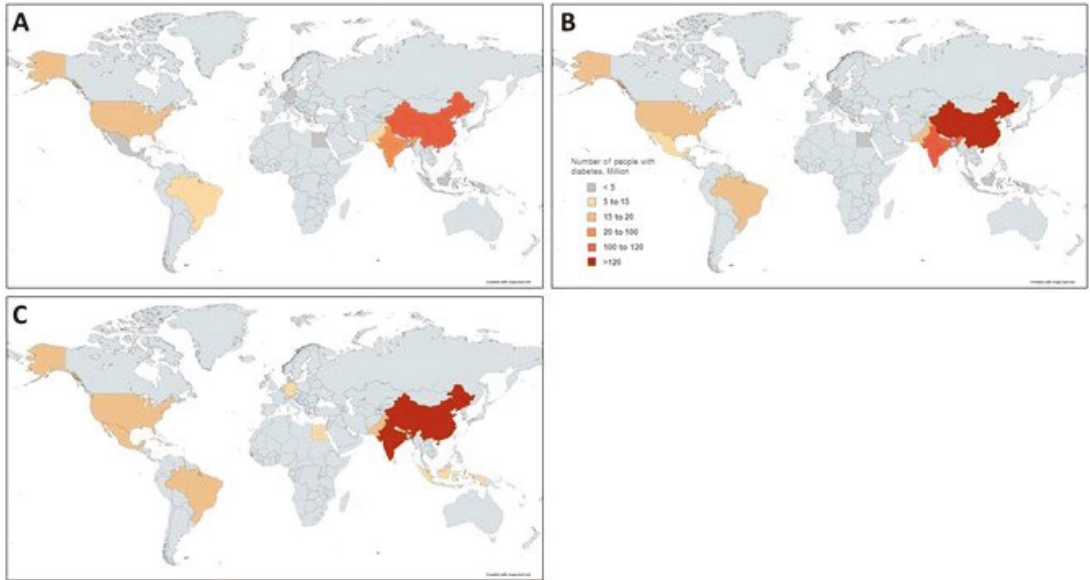 A
B
Number of people with
diabetes, Million
< 5
5 to 15
15 to 20
20 to 100
100 to 120
>120
C